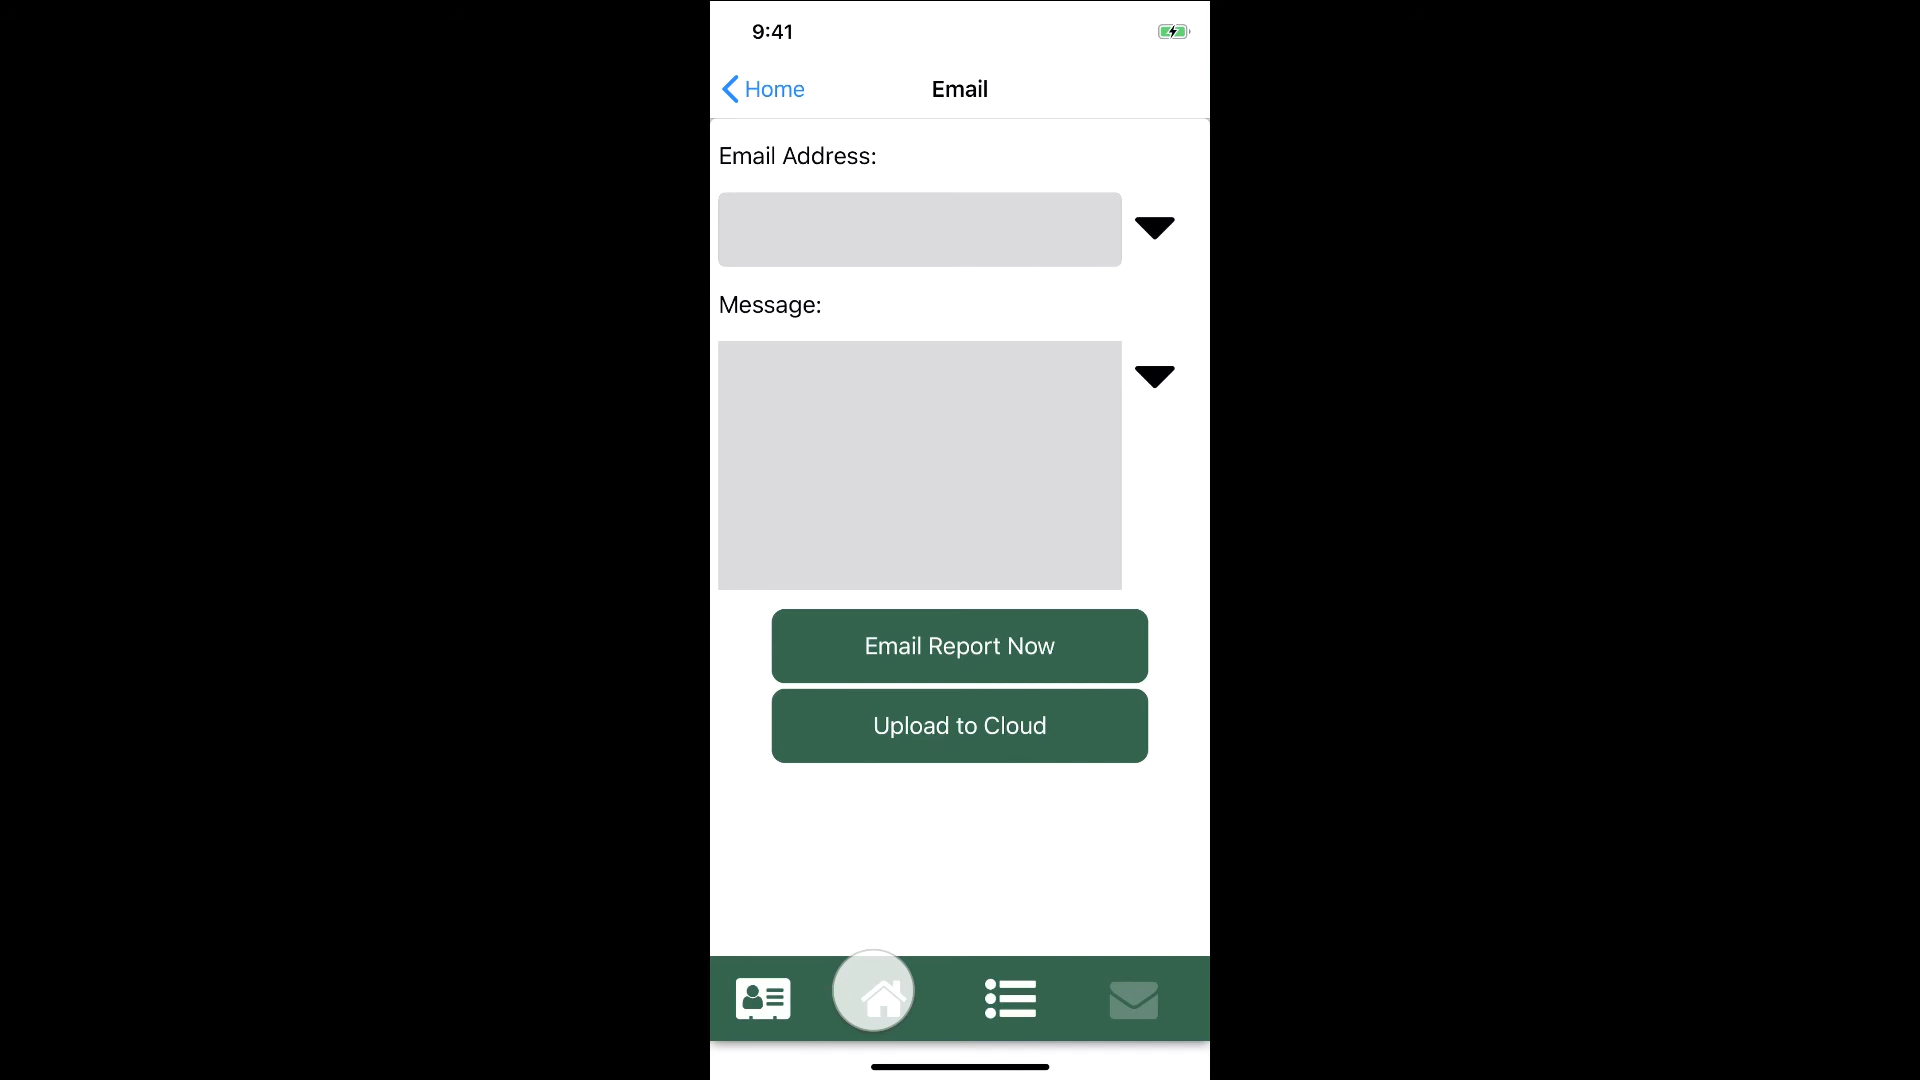 9:41
Home
Email
Email Address:
Message:
Email Report Now
Upload to Cloud